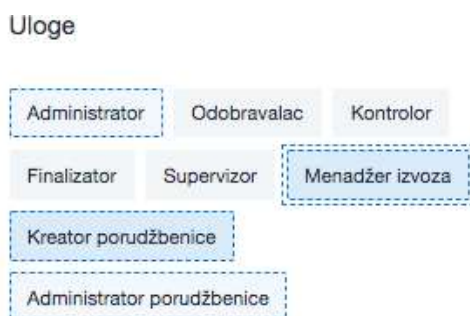 Uloge
Administrator Odobravalac Kontrolor
Finalizator Supervizor Menadžer izvoza
Kreator porudžbenice
Administrator porudžbenice